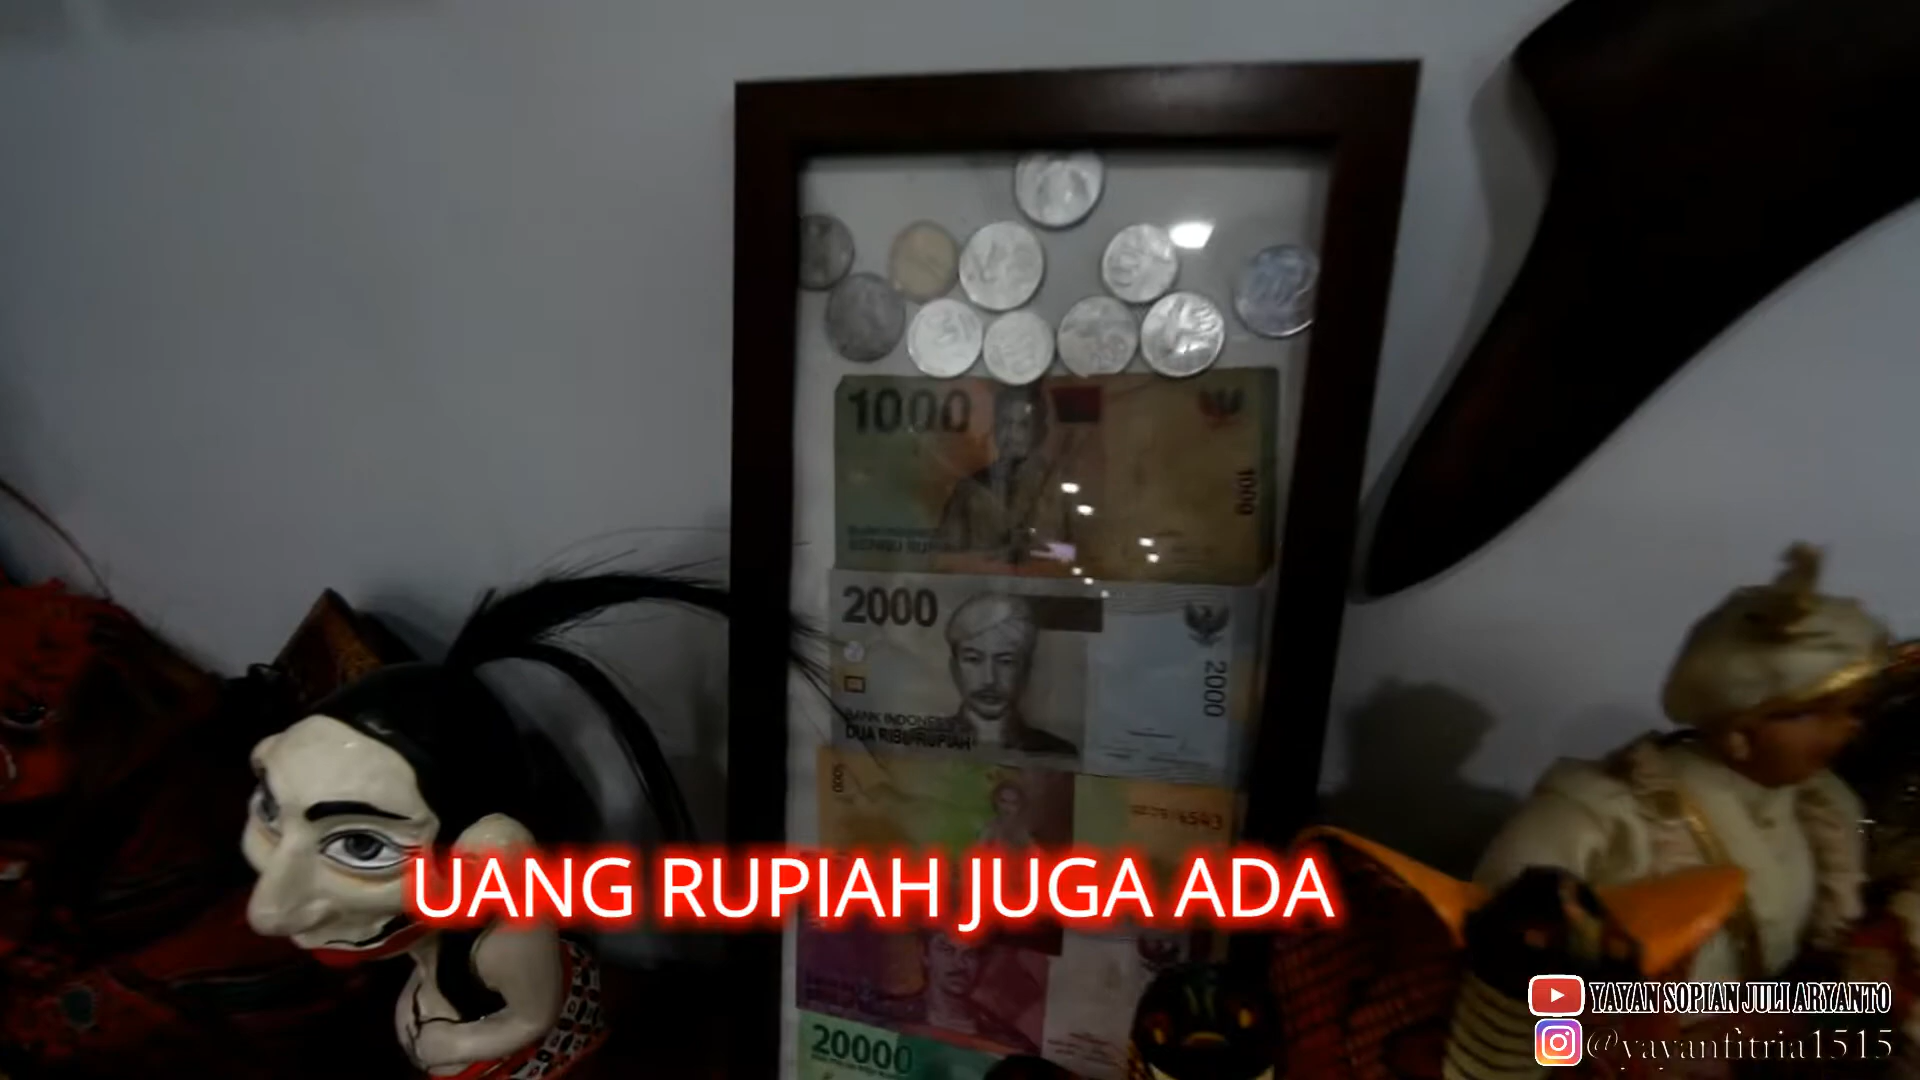 1000
1000
2000
2000
BANK INDONESIA
DUA RIBU RUPIAH
UANG RUPIAH JUGA ADA
20000
YAYAN SOPIAN JULI ARYANTO
@yayanfitria1515